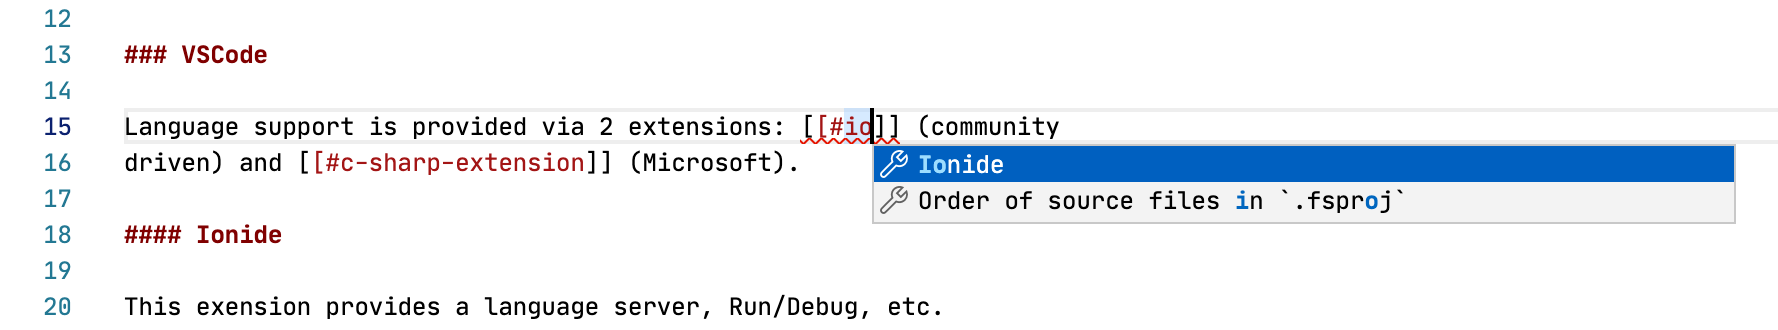 12
13 ### VSCode
14
15 Language support is provided via 2 extensions: [[#io]] (community
Ionide
16 driven) and [[#c-sharp-extension]] (Microsoft).
Order of source files in `.fsproj`
17
18 #### Ionide
19
20 This exension provides a language server, Run/Debug, etc.